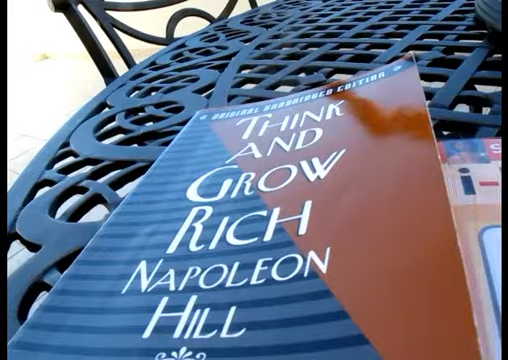 ORIGINAL UNABRIDGED EDITION
THINK
AND
GROW
RICH
NAPOLEON
HILL
S
i-